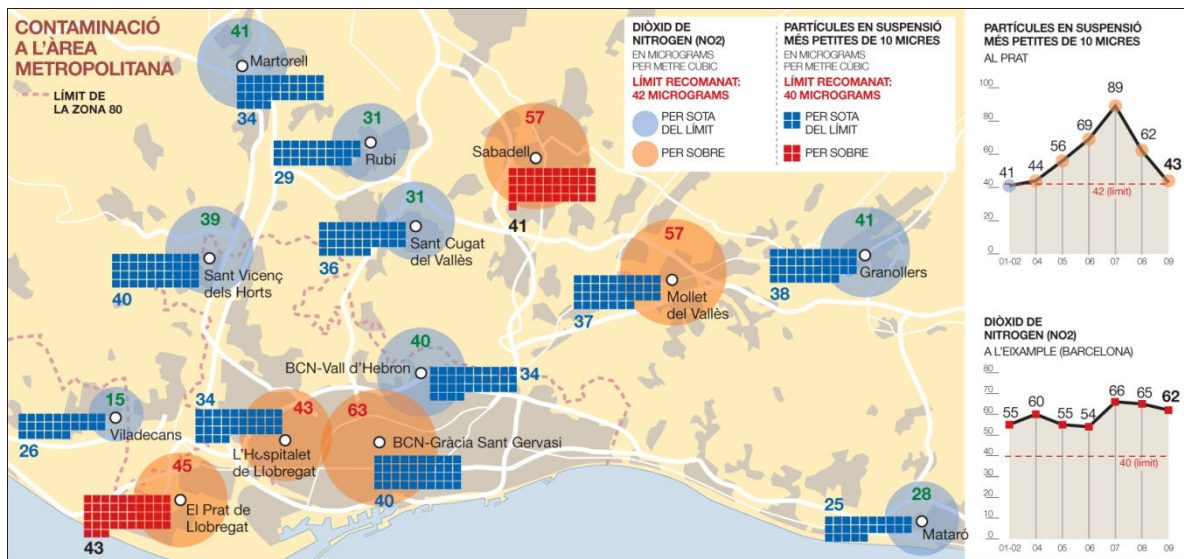 CONTAMINACIÓ
A L'ÀREA
METROPOLITANA
LÍMIT DE
LA ZONA 80
DIÒXID DE
NITROGEN (NO2)
EN MICROGRAMS
PER METRE CÚBIC
LÍMIT RECOMANAT:
42 MICROGRAMS
PER SOTA
DEL LÍMIT
PER SOBRE
PARTÍCULES EN SUSPENSIÓ
MÉS PETITES DE 10 MICRES
EN MICROGRAMS
PER METRE CÚBIC
LÍMIT RECOMANAT:
40 MICROGRAMS
PER SOTA
DEL LÍMIT
PER SOBRE
41
Martorell
34
31
Rubí
29
57
Sabadell
41
39
Sant Vicenç
dels Horts
40
31
Sant Cugat
del Vallès
36
57
Mollet
del Vallès
37
41
Granollers
38
40
BCN-Vall d'Hebron
34
15
Viladecans
26
34
43
L'Hospitalet
de Llobregat
63
BCN-Gràcia Sant Gervasi
40
45
El Prat de
Llobregat
43
25
28
Mataró
PARTÍCULES EN SUSPENSIÓ
MÉS PETITES DE 10 MICRES
AL PRAT
100
80
60
40
20
0
41
44
56
69
89
62
43
42 (límit)
01-02 04 05 06 07 08 09
DIÒXID DE
NITROGEN (NO2)
A L'EIXAMPLE (BARCELONA)
80
70
60
50
40
30
20
10
0
55
60
55
54
66
65
62
40 (límit)
01-02 04 05 06 07 08 09